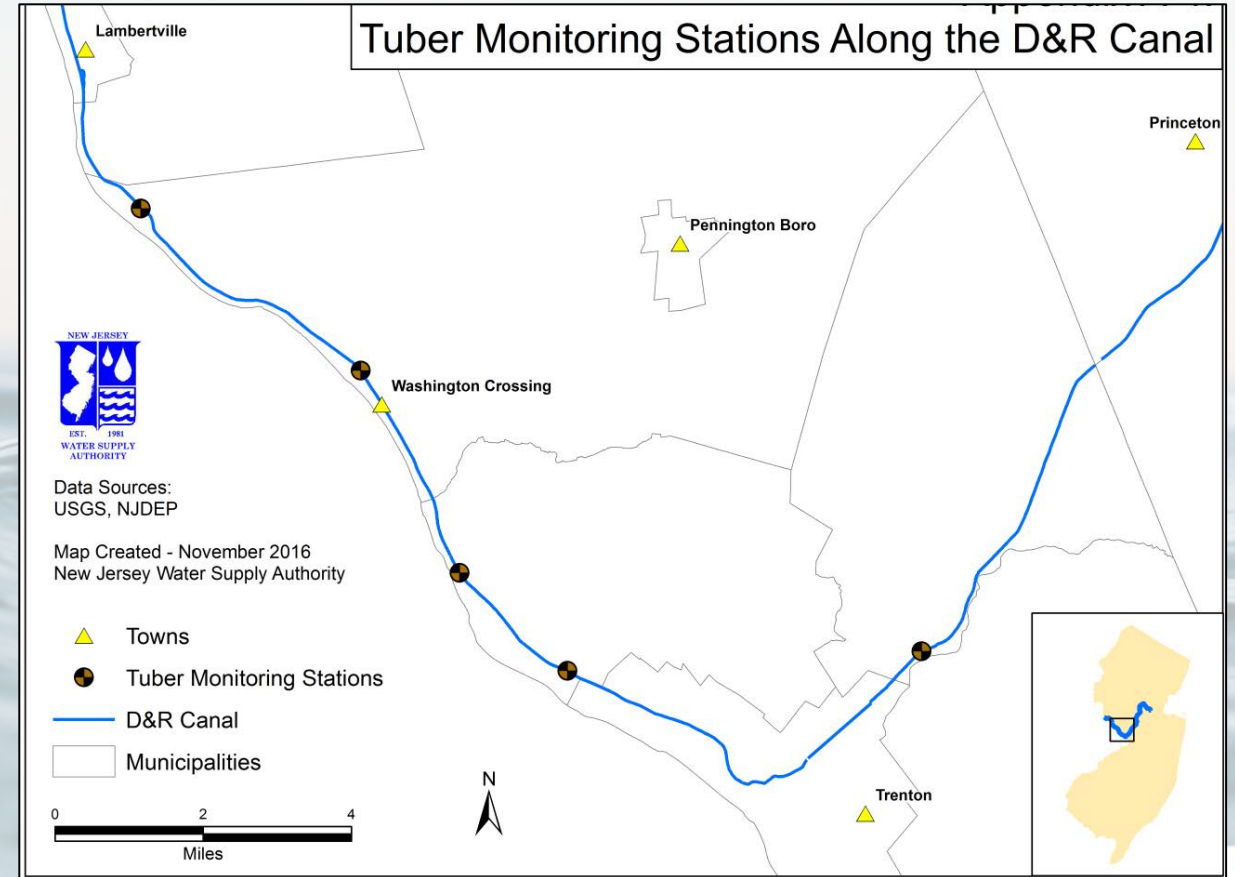 Tuber Monitoring Stations Along the D&R Canal
Lambertville
Princeton
Pennington Boro
Washington Crossing
NEW JERSEY
EST. 1981
WATER SUPPLY
AUTHORITY
Data Sources:
USGS, NJDEP
Map Created - November 2016
New Jersey Water Supply Authority
Towns
Tuber Monitoring Stations
D&R Canal
Municipalities
0 2 4
Miles
N
Trenton